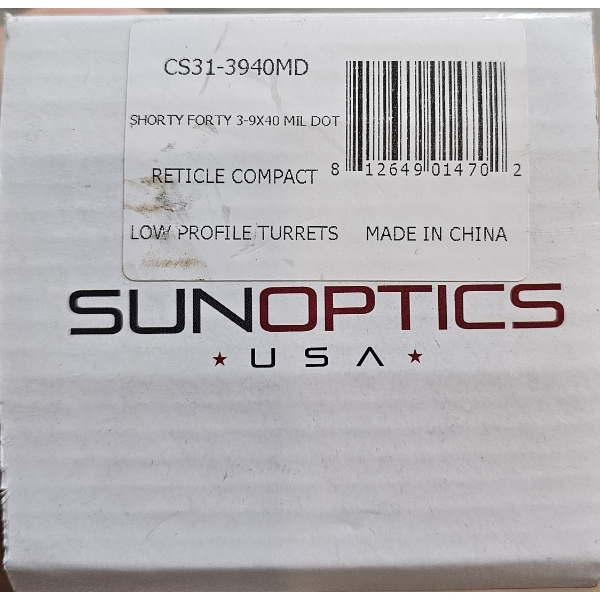 CS31-3940MD
SHORTY FORTY 3-9X40 MIL DOT
RETICLE COMPACT
8 12649 01470 2
LOW PROFILE TURRETS MADE IN CHINA
SUNOPTICS
★ USA ★